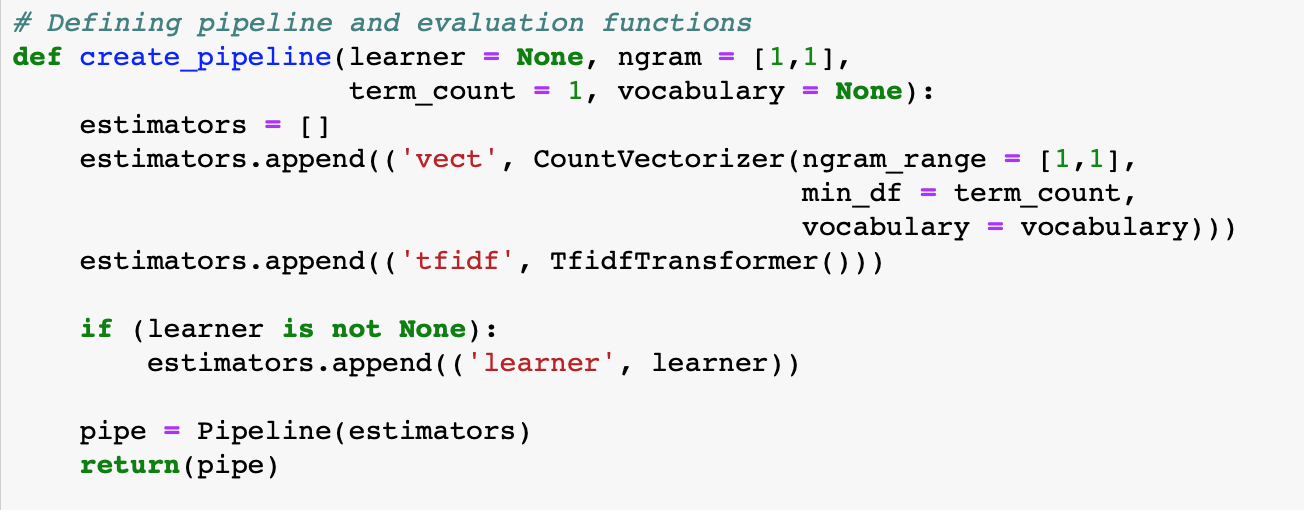 # Defining pipeline and evaluation functions
def create_pipeline(learner = None, ngram = [1,1],
                    term_count = 1, vocabulary = None):
    estimators = []
    estimators.append(('vect', CountVectorizer(ngram_range = [1,1],
                                               min_df = term_count,
                                               vocabulary = vocabulary)))
    estimators.append(('tfidf', TfidfTransformer()))
    if (learner is not None):
        estimators.append(('learner', learner))
    pipe = Pipeline(estimators)
    return(pipe)